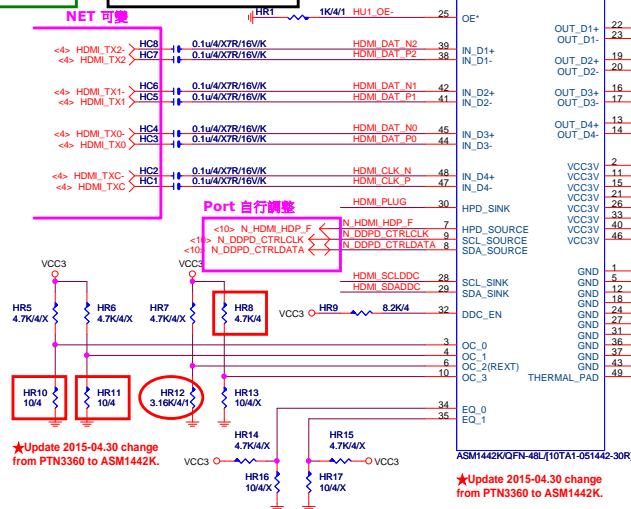 NET 可變
HR1 1K/4/1 HU1_OE- 25 OE*
OUT_D1+ 22
OUT_D1- 23
<4> HDMI_TX2- HC8 0.1u/4/X7R/16V/K HDMI_DAT_N2 39 IN_D1+
<4> HDMI_TX2 HC7 0.1u/4/X7R/16V/K HDMI_DAT_P2 38 IN_D1-
OUT_D2+ 19
OUT_D2- 20
<4> HDMI_TX1- HC6 0.1u/4/X7R/16V/K HDMI_DAT_N1 42 IN_D2+
<4> HDMI_TX1 HC5 0.1u/4/X7R/16V/K HDMI_DAT_P1 41 IN_D2-
OUT_D3+ 16
OUT_D3- 17
<4> HDMI_TX0- HC4 0.1u/4/X7R/16V/K HDMI_DAT_N0 45 IN_D3+
<4> HDMI_TX0 HC3 0.1u/4/X7R/16V/K HDMI_DAT_P0 44 IN_D3-
OUT_D4+ 13
OUT_D4- 14
<4> HDMI_TXC- HC2 0.1u/4/X7R/16V/K HDMI_CLK_N 48 IN_D4+
<4> HDMI_TXC HC1 0.1u/4/X7R/16V/K HDMI_CLK_P 47 IN_D4-
VCC3V 2
VCC3V 11
VCC3V 15
VCC3V 21
VCC3V 26
VCC3V 33
VCC3V 40
VCC3V 46
Port 自行調整
HDMI_PLUG 30 HPD_SINK
<10> N_HDMI_HDP_F N_HDMI_HDP_F 7 HPD_SOURCE
<10> N_DDPD_CTRLCLK N_DDPD_CTRLCLK 9 SCL_SOURCE
<10> N_DDPD_CTRLDATA N_DDPD_CTRLDATA 8 SDA_SOURCE
VCC3
VCC3
HDMI_SCLDDC 28 SCL_SINK
HDMI_SDADDC 29 SDA_SINK
GND 1
GND 5
GND 12
GND 18
GND 24
GND 27
GND 31
GND 36
GND 37
GND 43
THERMAL_PAD 49
HR5 4.7K/4/X
HR6 4.7K/4/X
HR7 4.7K/4/X
HR8 4.7K/4
VCC3 HR9 8.2K/4 32 DDC_EN
3 OC_0
4 OC_1
6 OC_2(REXT)
10 OC_3
HR10 10/4
HR11 10/4
HR12 3.16K/4/1
HR13 10/4/X
34 EQ_0
35 EQ_1
★Update 2015-04.30 change
from PTN3360 to ASM1442K.
HR14 4.7K/4/X
VCC3
HR15 4.7K/4/X
VCC3
HR16 10/4/X
HR17 10/4/X
ASM1442K/QFN-48L/[10TA1-051442-30R]
★Update 2015-04.30 change
from PTN3360 to ASM1442K.